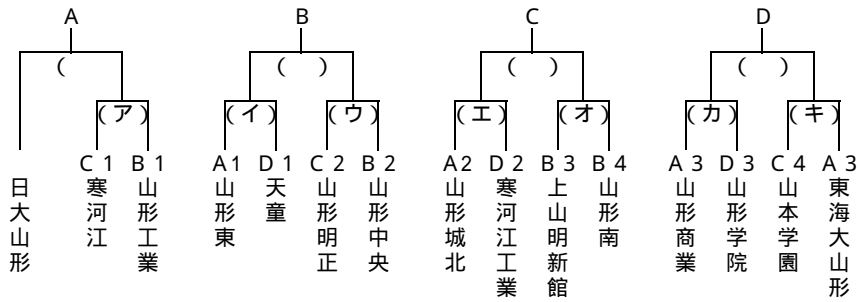 A B C D
( ( ) ( ) ( )
(ア) (イ) (ウ) (エ) (オ) (カ) (キ)
C1 B1 A1 D1 C2 B2 A2 D2 B3 B4 A3 D3 C4 A3
日大山形
寒河江
山形工業
山形東
天童
山形明正
山形中央
山形城北
寒河江工業
上山明新館
山形南
山形商業
山形学院
山本学園
東海大山形